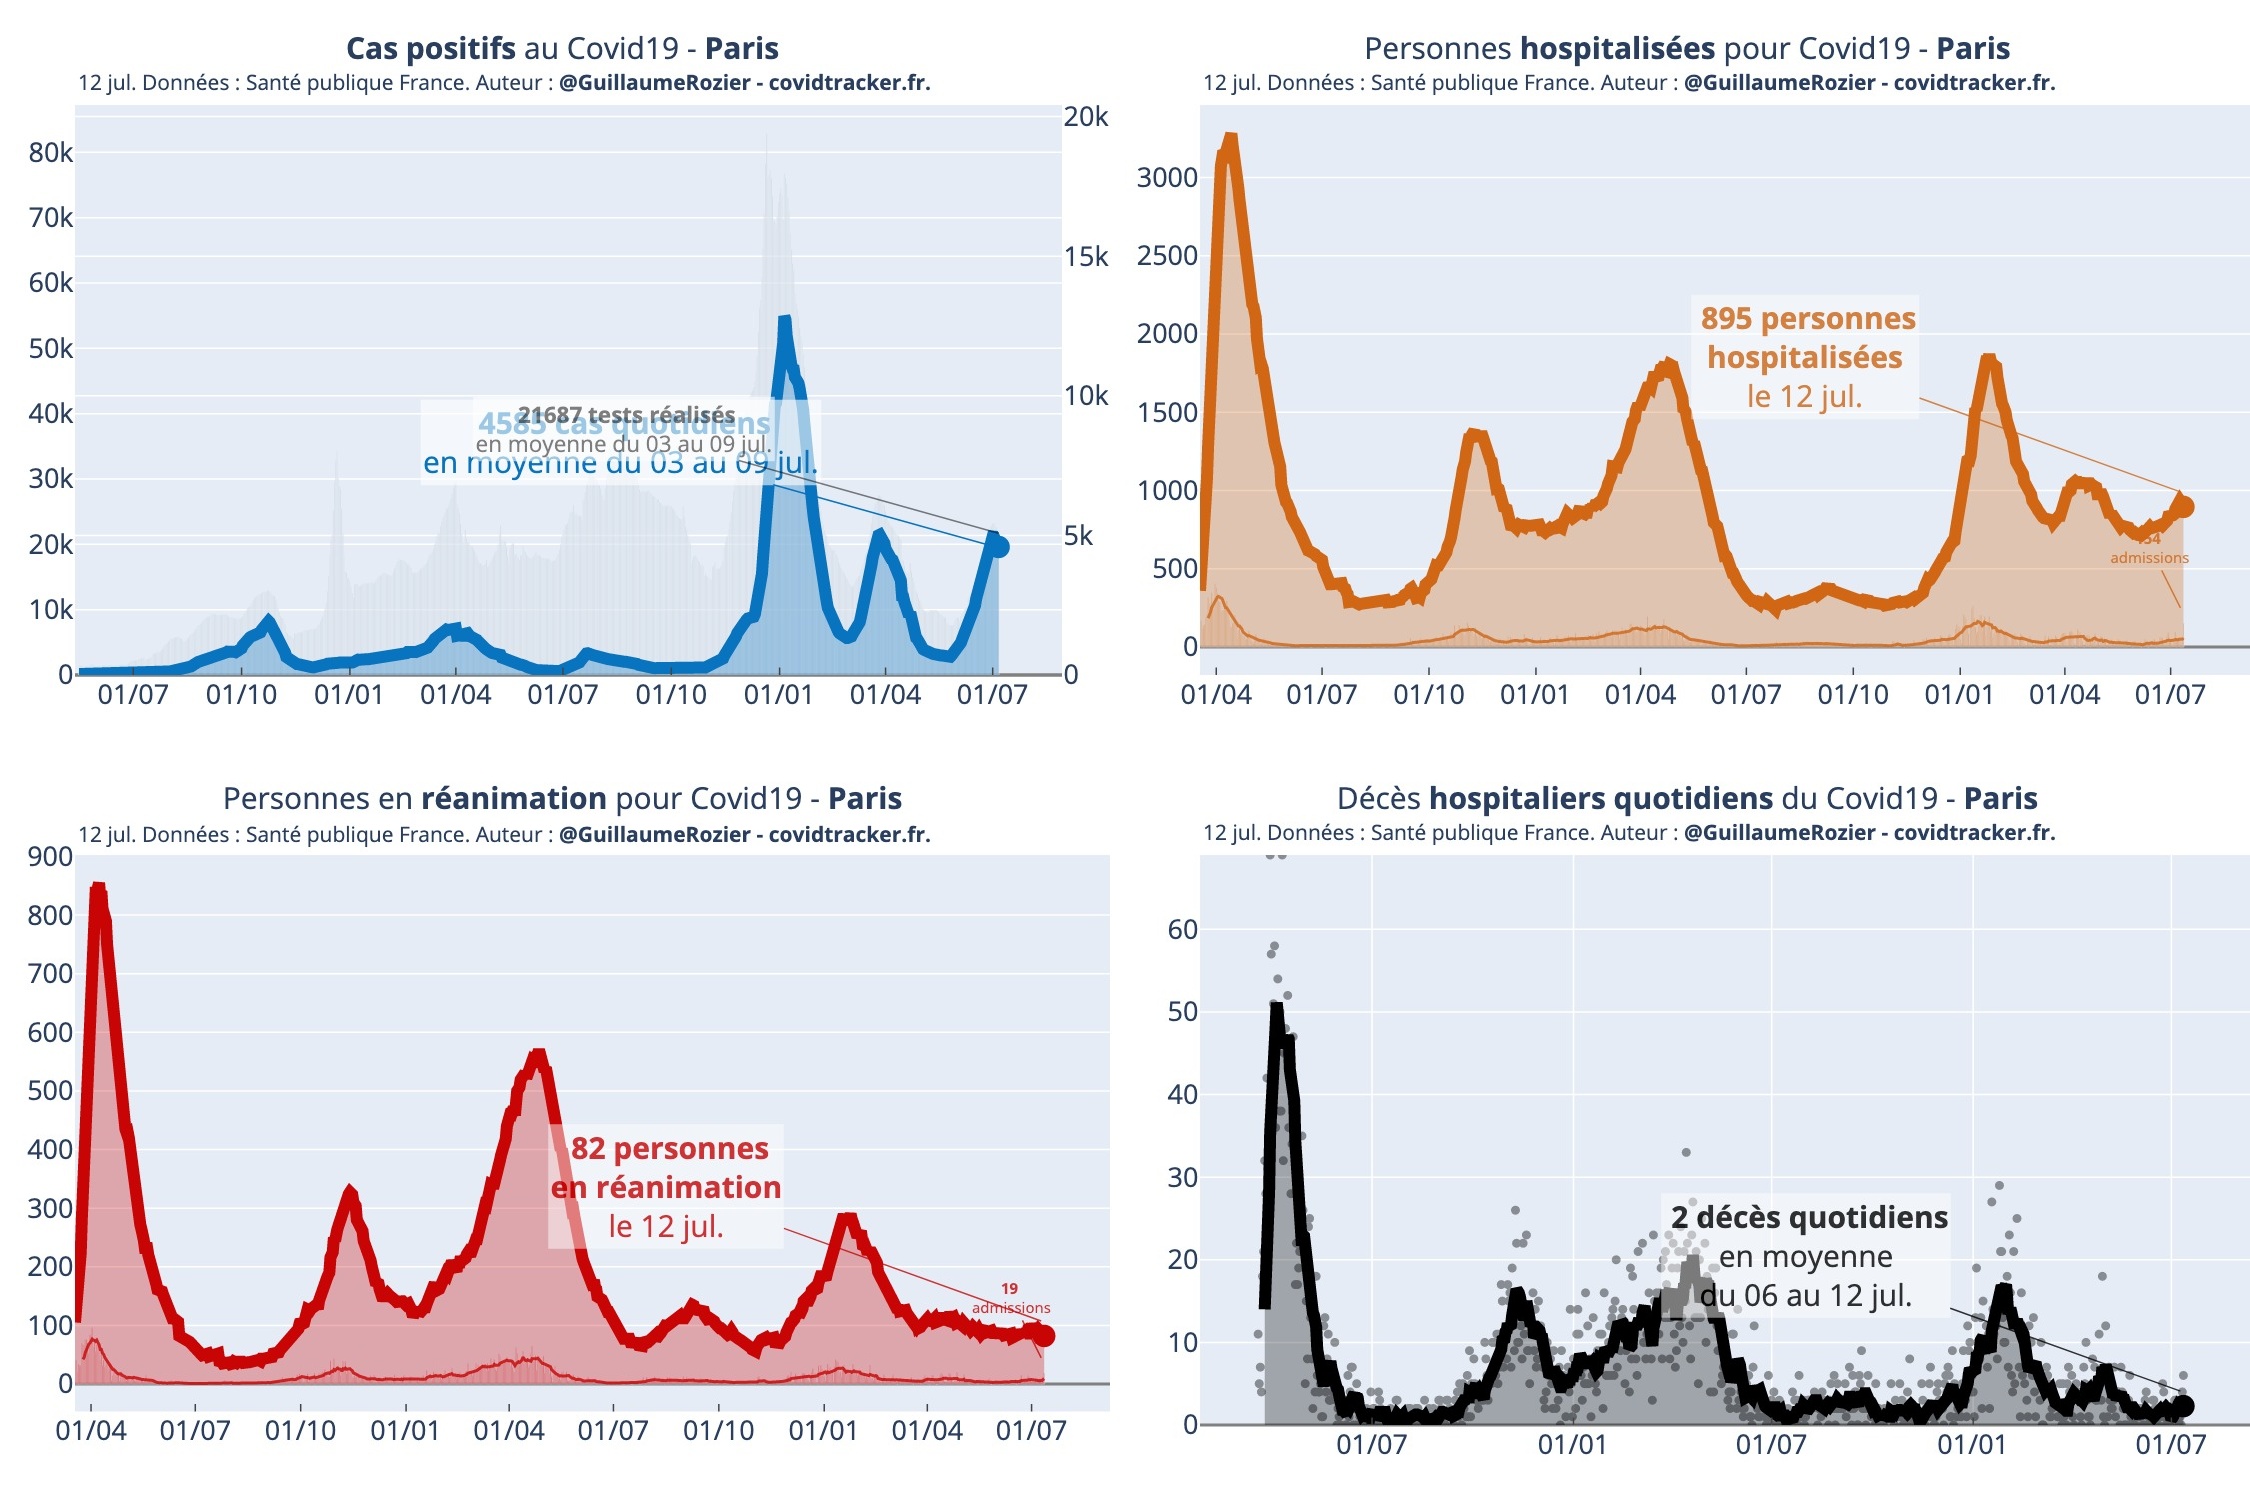 Cas positifs au Covid19 - Paris
12 jul. Données : Santé publique France. Auteur : @GuillaumeRozier - covidtracker.fr.
80k
70k
60k
50k
40k
30k
20k
10k
0
20k
15k
10k
5k
0
21687 tests réalisés
4585 cas quotidiens
en moyenne du 03 au 09 jul.
en moyenne du 03 au 09 jul.
01/07 01/10 01/01 01/04 01/07 01/10 01/01 01/04 01/07
Personnes hospitalisées pour Covid19 - Paris
12 jul. Données : Santé publique France. Auteur : @GuillaumeRozier - covidtracker.fr.
3000
2500
2000
1500
1000
500
0
895 personnes
hospitalisées
le 12 jul.
admissions
01/04 01/07 01/10 01/01 01/04 01/07 01/10 01/01 01/04 01/07
Personnes en réanimation pour Covid19 - Paris
12 jul. Données : Santé publique France. Auteur : @GuillaumeRozier - covidtracker.fr.
900
800
700
600
500
400
300
200
100
0
82 personnes
en réanimation
le 12 jul.
19
admissions
01/04 01/07 01/10 01/01 01/04 01/07 01/10 01/01 01/04 01/07
Décès hospitaliers quotidiens du Covid19 - Paris
12 jul. Données : Santé publique France. Auteur : @GuillaumeRozier - covidtracker.fr.
60
50
40
30
20
10
0
2 décès quotidiens
en moyenne
du 06 au 12 jul.
01/07 01/01 01/07 01/01 01/07